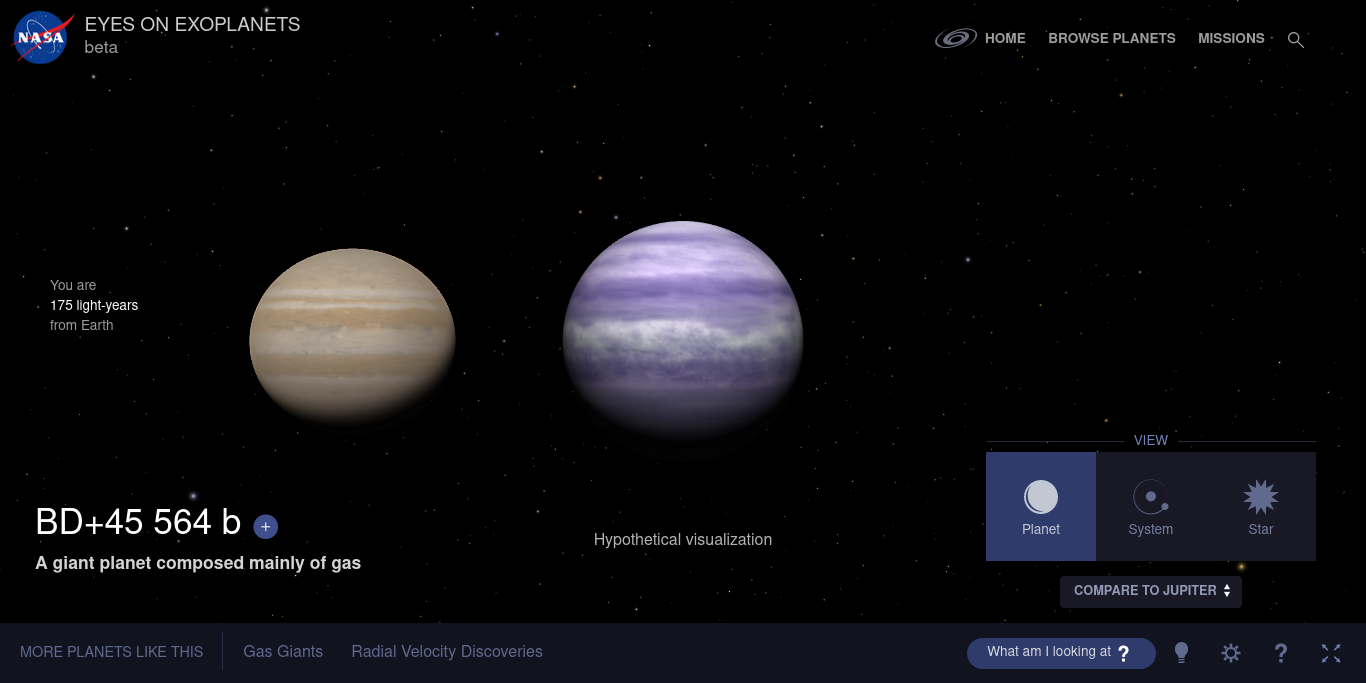 NASA
EYES ON EXOPLANETS
beta
HOME
BROWSE PLANETS
MISSIONS
You are
175 light-years
from Earth
VIEW
Planet
System
Star
BD+45 564 b +
A giant planet composed mainly of gas
Hypothetical visualization
COMPARE TO JUPITER
MORE PLANETS LIKE THIS
Gas Giants
Radial Velocity Discoveries
What am I looking at ?
?